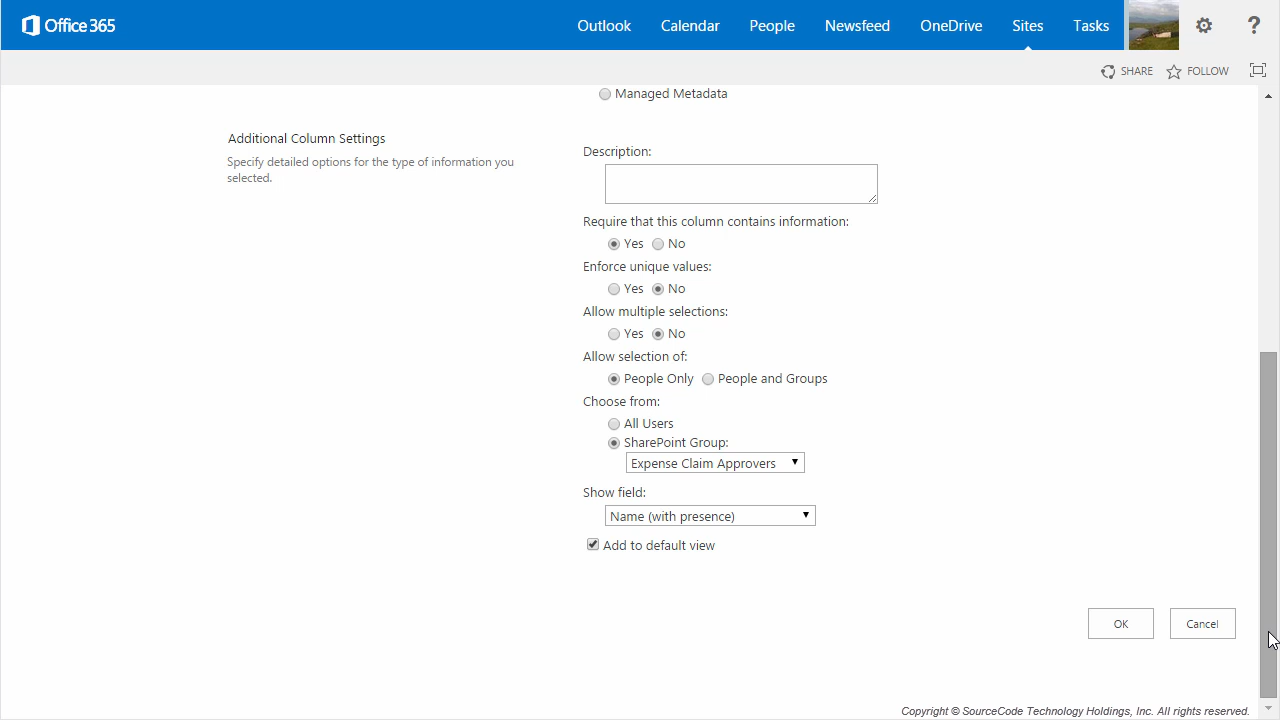 Office 365
Outlook Calendar People Newsfeed OneDrive Sites Tasks ?
SHARE FOLLOW
Managed Metadata
Additional Column Settings
Specify detailed options for the type of information you
selected.
Description:
Require that this column contains information:
Yes No
Enforce unique values:
Yes No
Allow multiple selections:
Yes No
Allow selection of:
People Only People and Groups
Choose from:
All Users
SharePoint Group:
Expense Claim Approvers
Show field:
Name (with presence)
Add to default view
OK Cancel
Copyright © SourceCode Technology Holdings, Inc. All rights reserved.